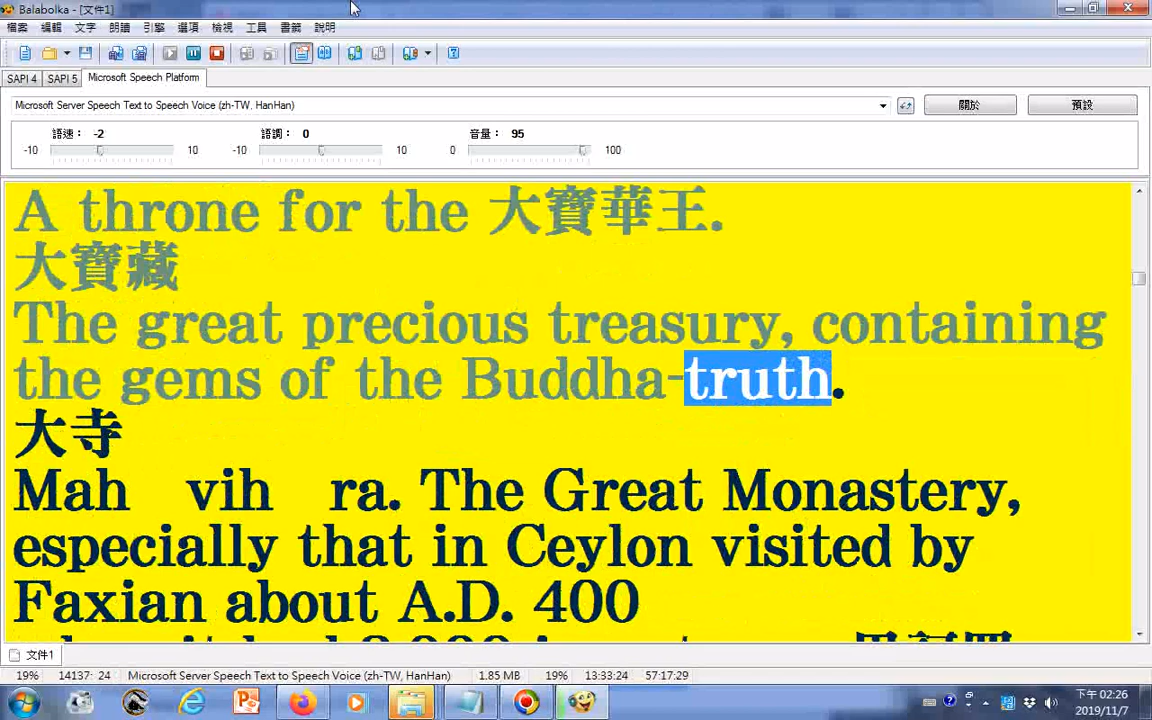 Balabolka - [文件1]
檔案 編輯 文字 朗讀 引擎 選項 檢視 工具 書籤 說明
SAPI 4 SAPI 5 Microsoft Speech Platform
Microsoft Server Speech Text to Speech Voice (zh-TW, HanHan) 關於 預設
語速： -2 語調： 0 音量： 95
-10 10 -10 10 0 100
A throne for the 大寶華王.
大寶藏
The great precious treasury, containing
the gems of the Buddha-truth.
大寺
Mah vih ra. The Great Monastery,
especially that in Ceylon visited by
Faxian about A.D. 400
文件1
19% 14137: 24 Microsoft Server Speech Text to Speech Voice (zh-TW, HanHan) 1.85 MB 19% 13:33:24 57:17:29
下午 02:26
2019/11/7